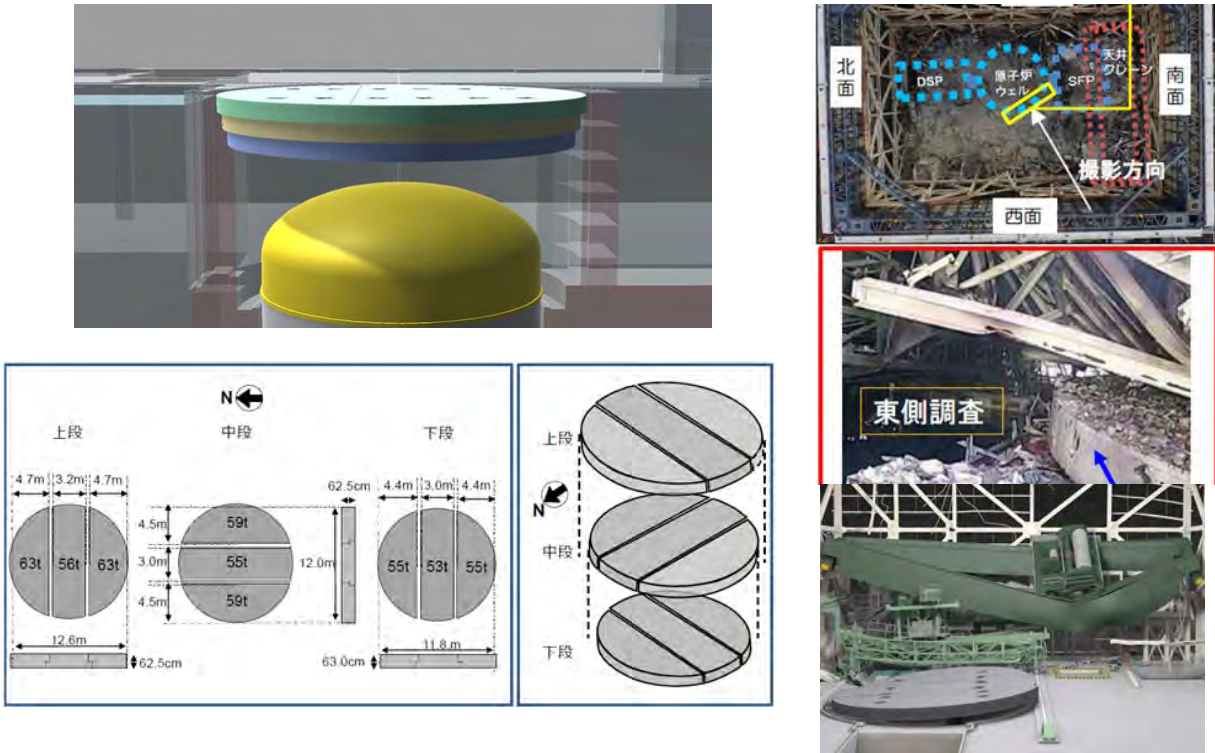 北面
DSP
原子炉
ウェル
SFP
天井
クレーン
南面
撮影方向
西面
東側調査
N
上段
中段
下段
4.7m
3.2m
4.7m
63t
56t
63t
12.6m
62.5cm
4.5m
3.0m
4.5m
59t
55t
59t
62.5cm
12.0m
4.4m
3.0m
4.4m
55t
53t
55t
11.8m
63.0cm
上段
N
中段
下段